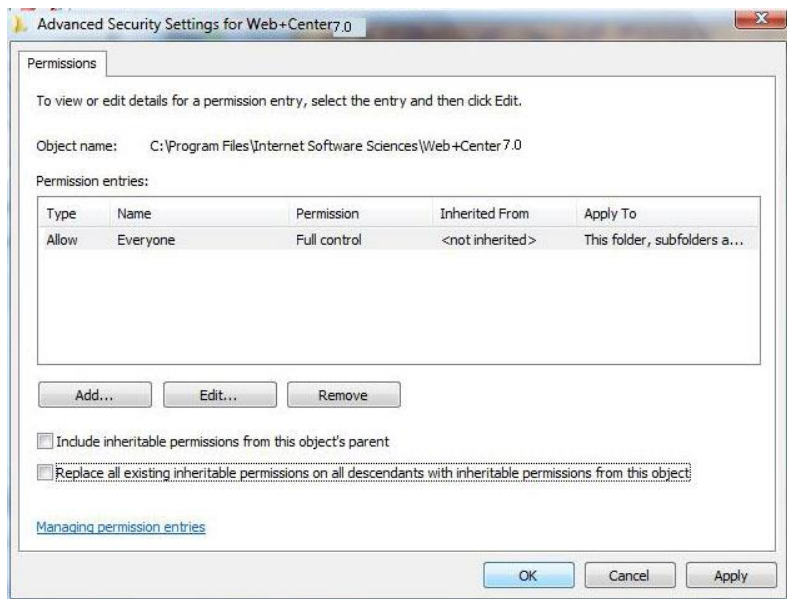 Advanced Security Settings for Web+Center7.0
Permissions
To view or edit details for a permission entry, select the entry and then click Edit.
Object name: C:\Program Files\Internet Software Sciences\Web+Center7.0
Permission entries:
Type Name Permission Inherited From Apply To
Allow Everyone Full control <not inherited> This folder, subfolders a...
Add... Edit... Remove
Include inheritable permissions from this object's parent
Replace all existing inheritable permissions on all descendants with inheritable permissions from this object
Managing permission entries
OK Cancel Apply